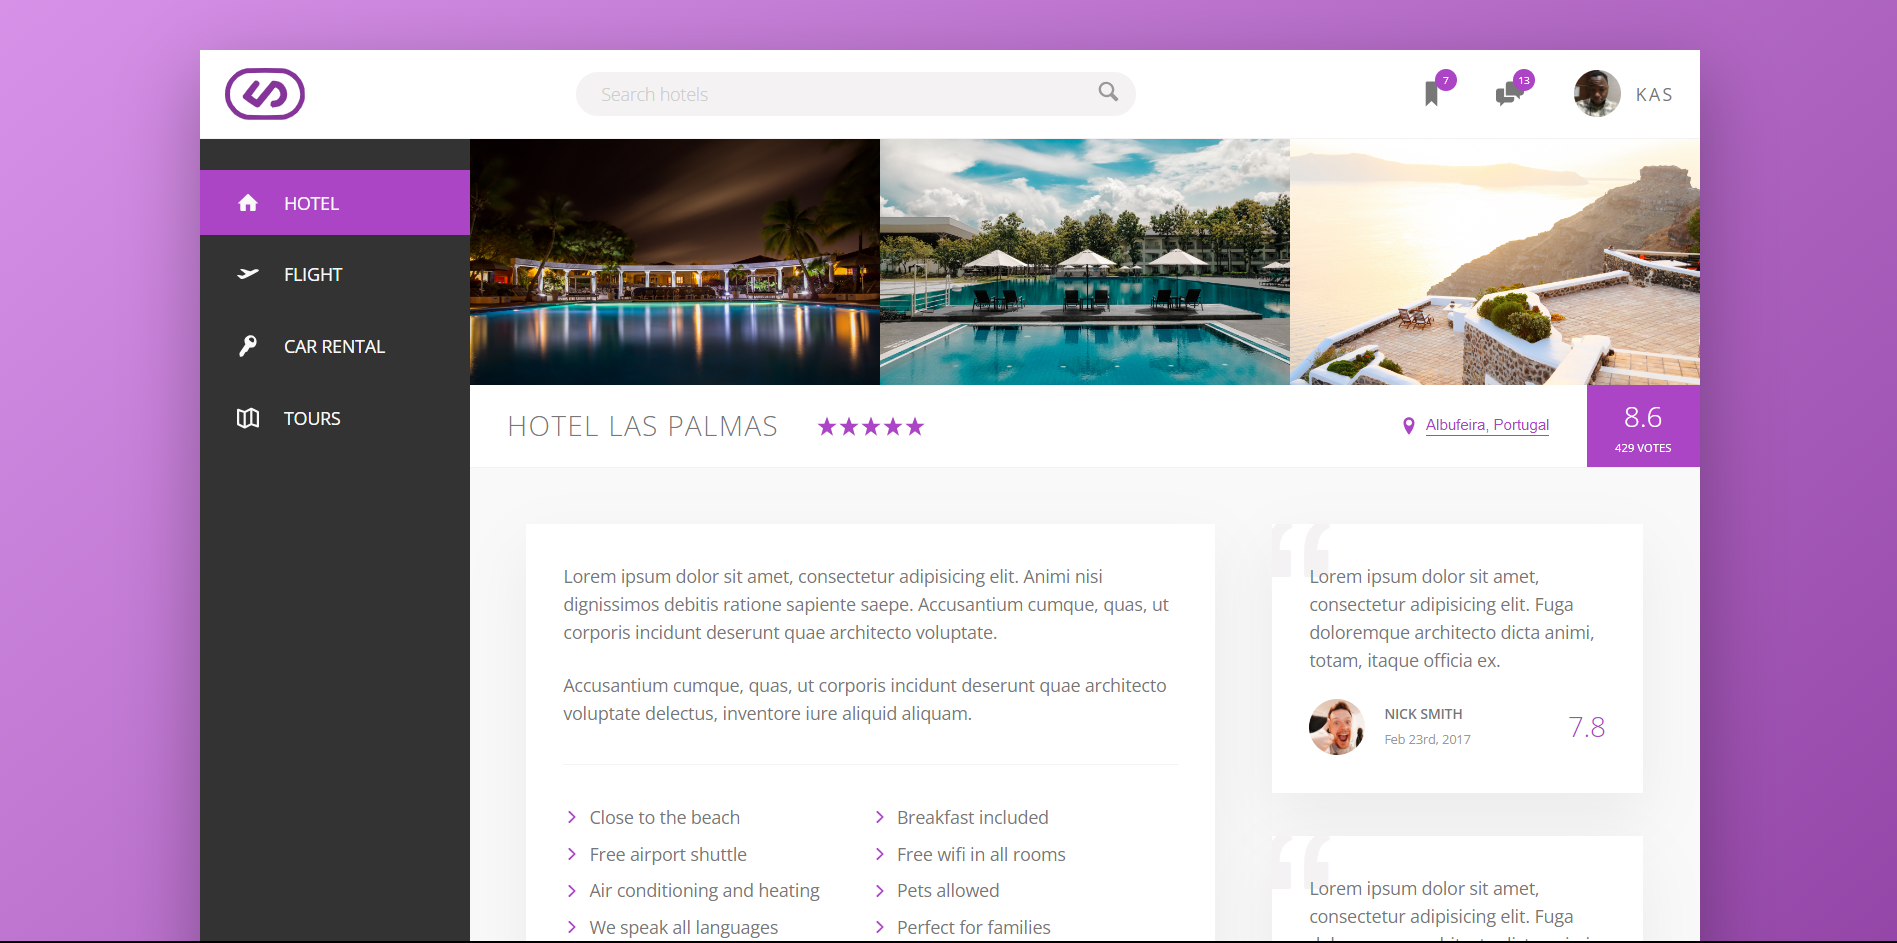 Search hotels
7
13
KAS
HOTEL
FLIGHT
CAR RENTAL
TOURS
HOTEL LAS PALMAS
Albufeira, Portugal
8.6
429 VOTES
Lorem ipsum dolor sit amet, consectetur adipisicing elit. Animi nisi
dignissimos debitis ratione sapiente saepe. Accusantium cumque, quas, ut
corporis incidunt deserunt quae architecto voluptate.
Accusantium cumque, quas, ut corporis incidunt deserunt quae architecto
voluptate delectus, inventore iure aliquid aliquam.
Close to the beach
Free airport shuttle
Air conditioning and heating
We speak all languages
Breakfast included
Free wifi in all rooms
Pets allowed
Perfect for families
“
Lorem ipsum dolor sit amet,
consectetur adipisicing elit. Fuga
doloremque architecto dicta animi,
totam, itaque officia ex.
NICK SMITH
Feb 23rd, 2017
7.8
“
Lorem ipsum dolor sit amet,
consectetur adipisicing elit. Fuga